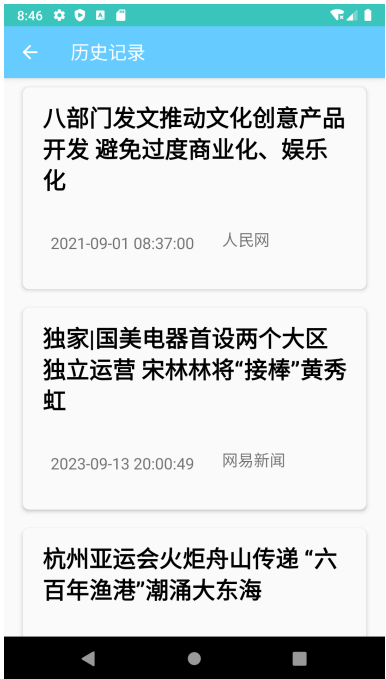 8:46
历史记录
八部门发文推动文化创意产品
开发 避免过度商业化、娱乐
化
2021-09-01 08:37:00 人民网
独家|国美电器首设两个大区
独立运营 宋林林将“接棒”黄秀
虹
2023-09-13 20:00:49 网易新闻
杭州亚运会火炬舟山传递 “六
百年渔港”潮涌大东海